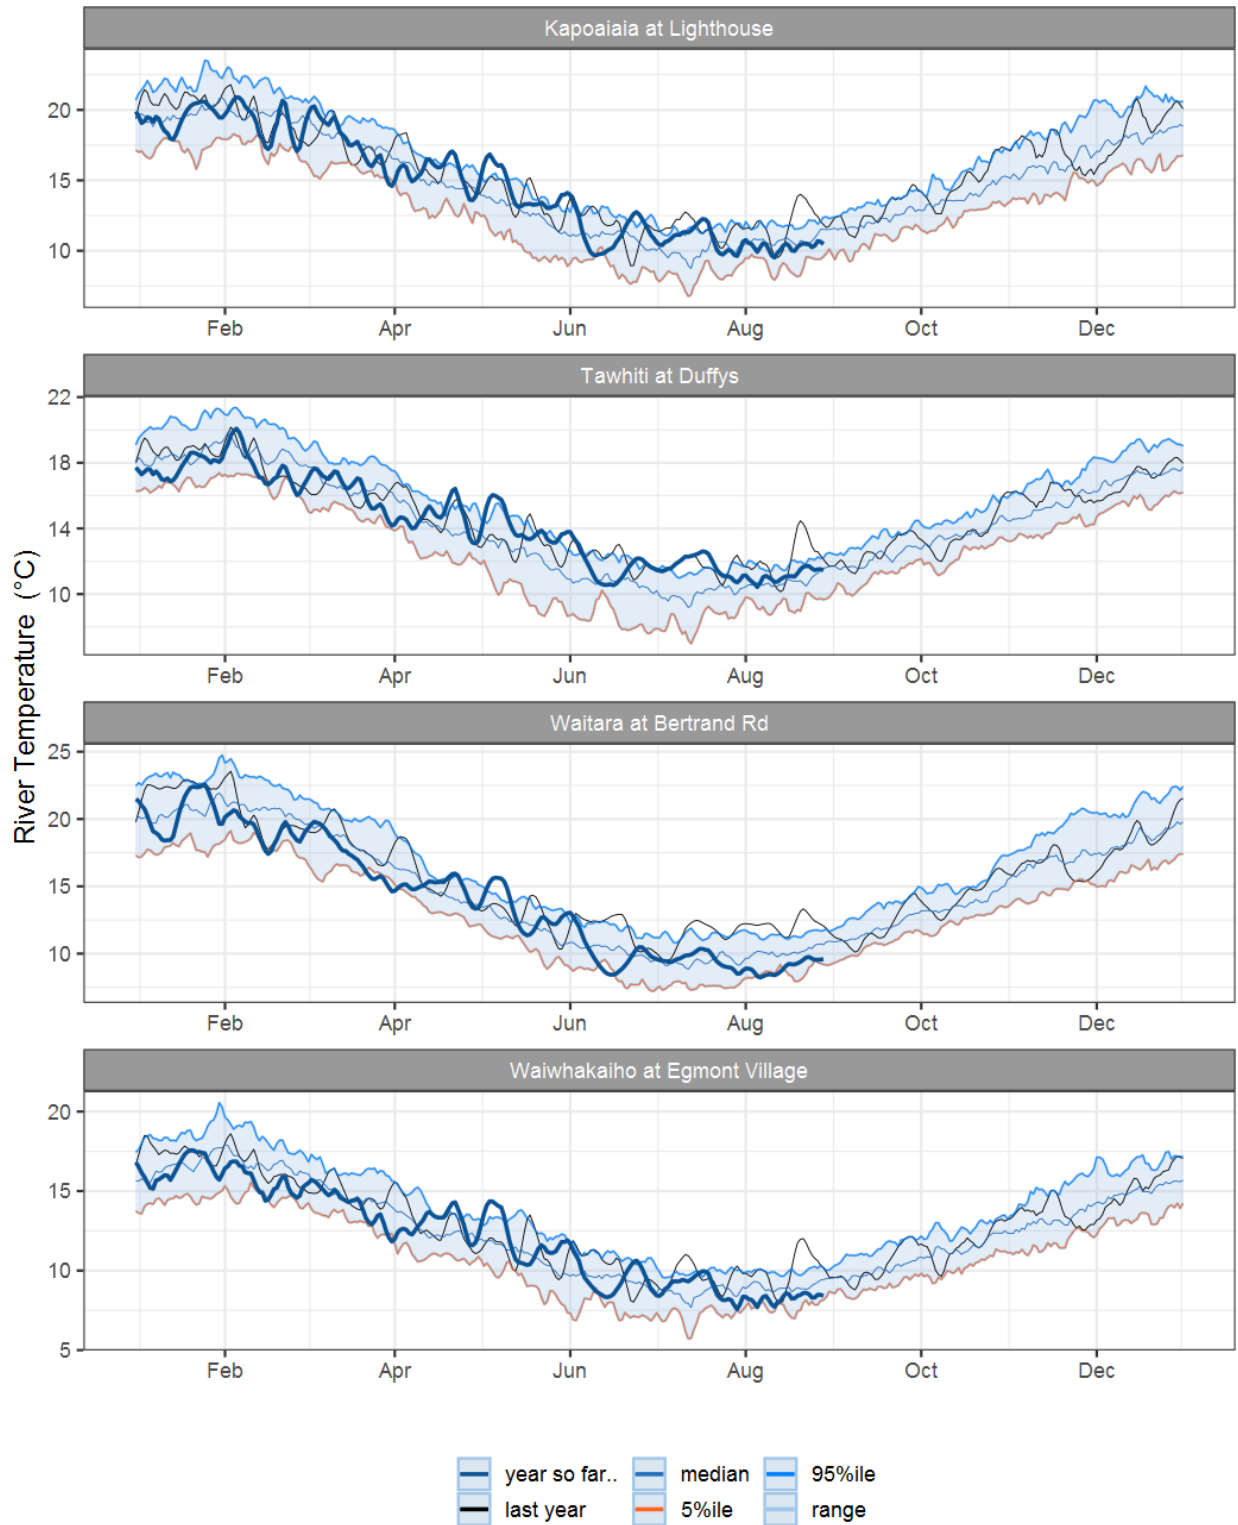 Kapoaiaia at Lighthouse
20
15
10
Feb Apr Jun Aug Oct Dec
Tawhiti at Duffys
22
18
14
10
Feb Apr Jun Aug Oct Dec
River Temperature (°C)
Waitara at Bertrand Rd
25
20
15
10
Feb Apr Jun Aug Oct Dec
Waiwhakaiho at Egmont Village
20
15
10
5
Feb Apr Jun Aug Oct Dec
year so far.. median 95%ile
last year 5%ile range